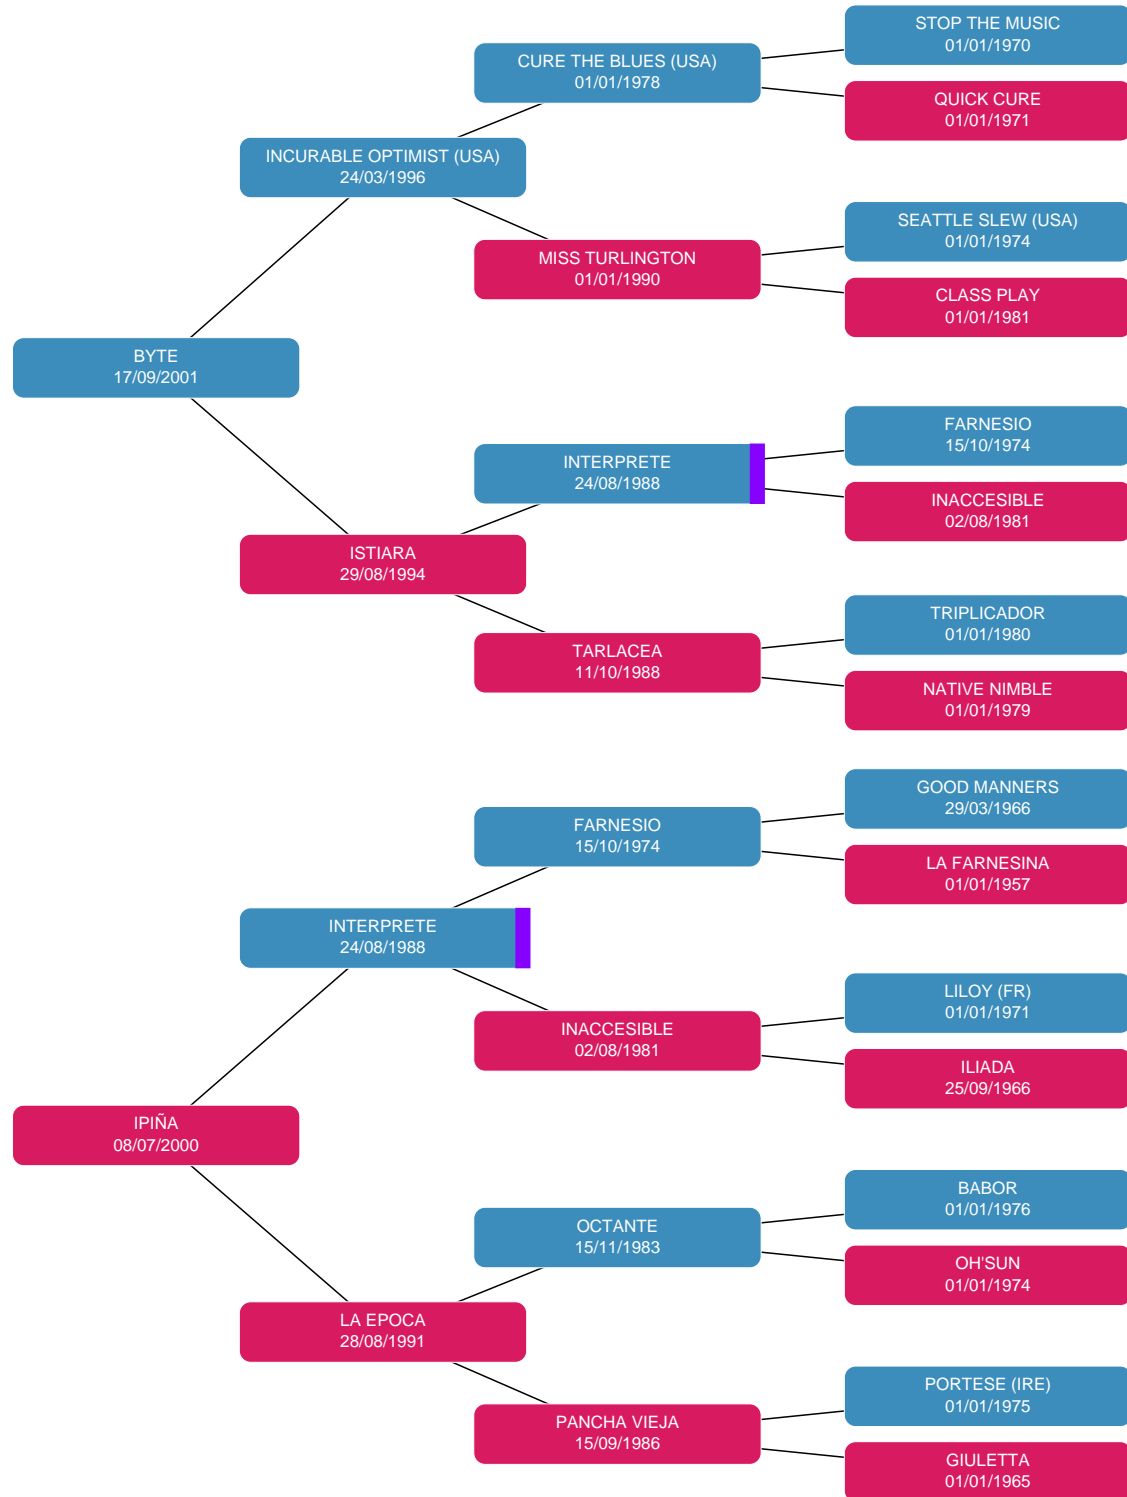 STOP THE MUSIC
01/01/1970
CURE THE BLUES (USA)
01/01/1978
QUICK CURE
01/01/1971
INCURABLE OPTIMIST (USA)
24/03/1996
SEATTLE SLEW (USA)
01/01/1974
MISS TURLINGTON
01/01/1990
CLASS PLAY
01/01/1981
BYTE
17/09/2001
FARNESIO
15/10/1974
INTERPRETE
24/08/1988
INACCESIBLE
02/08/1981
ISTIARA
29/08/1994
TRIPLICADOR
01/01/1980
TARLACEA
11/10/1988
NATIVE NIMBLE
01/01/1979
GOOD MANNERS
29/03/1966
FARNESIO
15/10/1974
LA FARNESINA
01/01/1957
INTERPRETE
24/08/1988
LILOY (FR)
01/01/1971
INACCESIBLE
02/08/1981
ILIADA
25/09/1966
IPIÑA
08/07/2000
BABOR
01/01/1976
OCTANTE
15/11/1983
OH'SUN
01/01/1974
LA EPOCA
28/08/1991
PORTESE (IRE)
01/01/1975
PANCHA VIEJA
15/09/1986
GIULETTA
01/01/1965